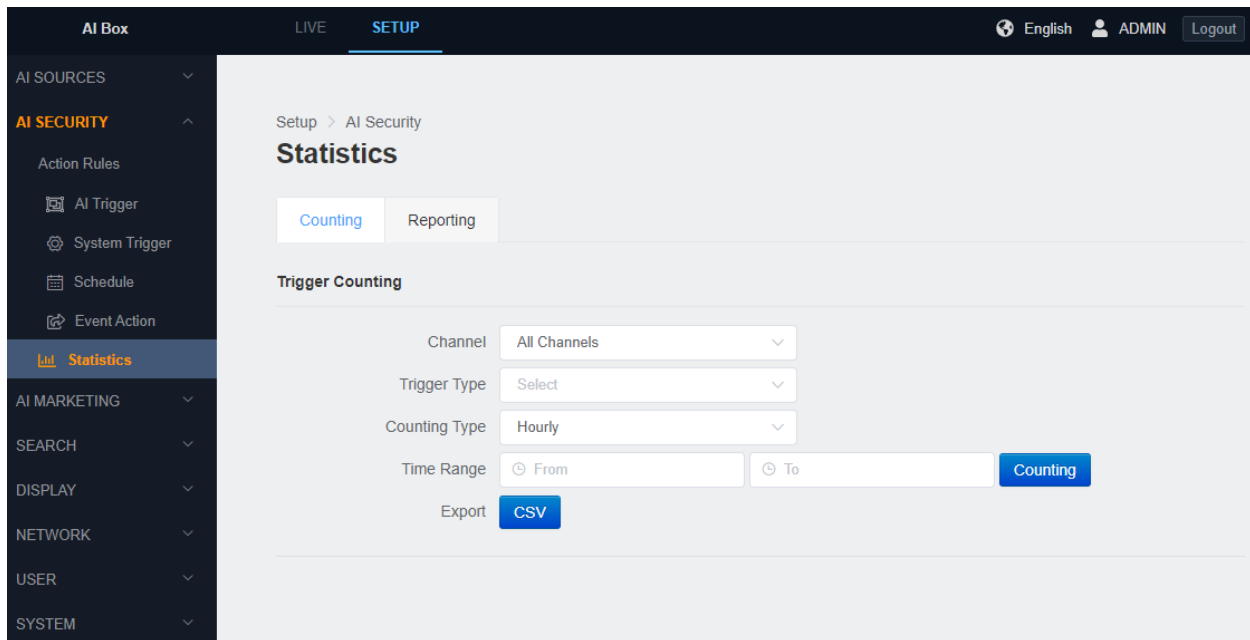 AI Box
LIVE
SETUP
English
ADMIN
Logout
AI SOURCES
AI SECURITY
Action Rules
AI Trigger
System Trigger
Schedule
Event Action
Statistics
AI MARKETING
SEARCH
DISPLAY
NETWORK
USER
SYSTEM
Setup > AI Security
Statistics
Counting
Reporting
Trigger Counting
Channel All Channels
Trigger Type Select
Counting Type Hourly
Time Range From To Counting
Export CSV